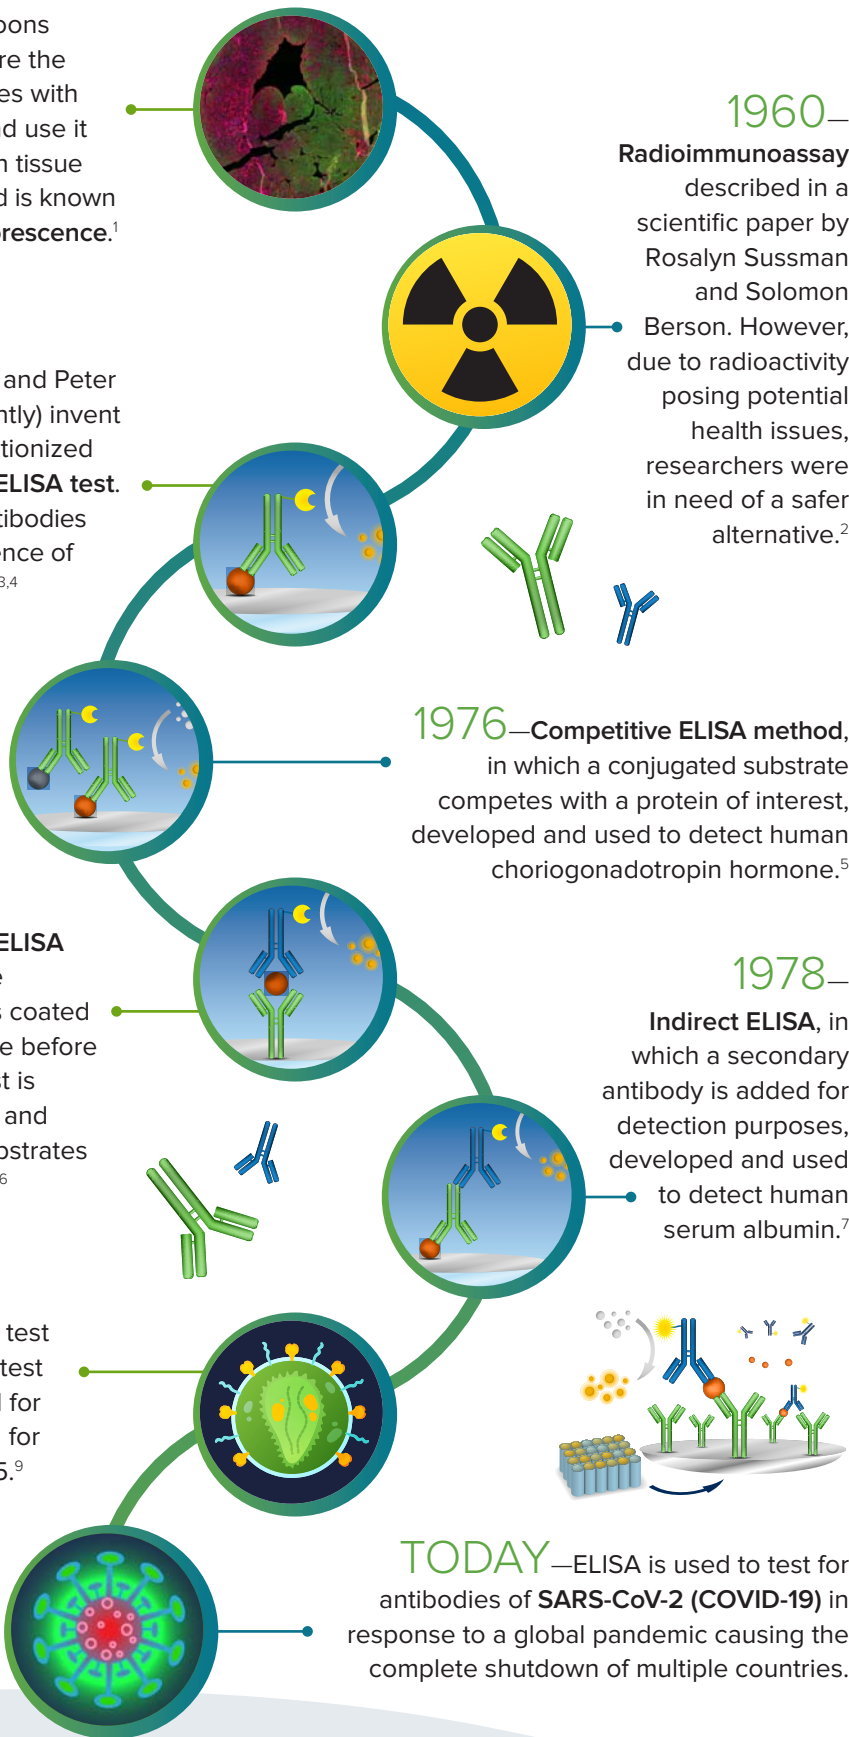 oons
re the
es with
nd use it
n tissue
d is known
rescence.1
1960—
Radioimmunoassay
described in a
scientific paper by
Rosalyn Sussman
and Solomon
Berson. However,
due to radioactivity
posing potential
health issues,
researchers were
in need of a safer
alternative.2
and Peter
ntly) invent
tionized
ELISA test.
tibodies
ence of
3,4
1976—Competitive ELISA method,
in which a conjugated substrate
competes with a protein of interest,
developed and used to detect human
choriogonadotropin hormone.5
ELISA
e
s coated
e before
st is
and
bstrates
6
1978—
Indirect ELISA, in
which a secondary
antibody is added for
detection purposes,
developed and used
to detect human
serum albumin.7
test
test
d for
for
5.9
TODAY—ELISA is used to test for
antibodies of SARS-CoV-2 (COVID-19) in
response to a global pandemic causing the
complete shutdown of multiple countries.